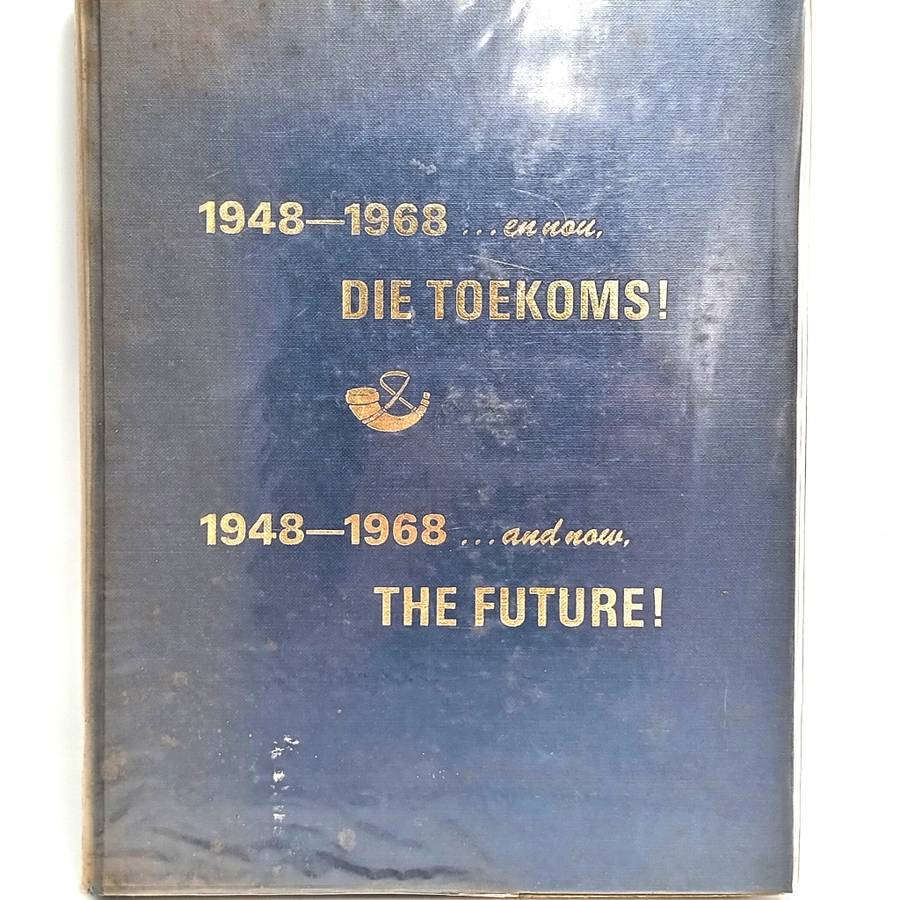 1948—1968 ...en nou,
DIE TOEKOMS!
1948—1968 ...and now,
THE FUTURE!